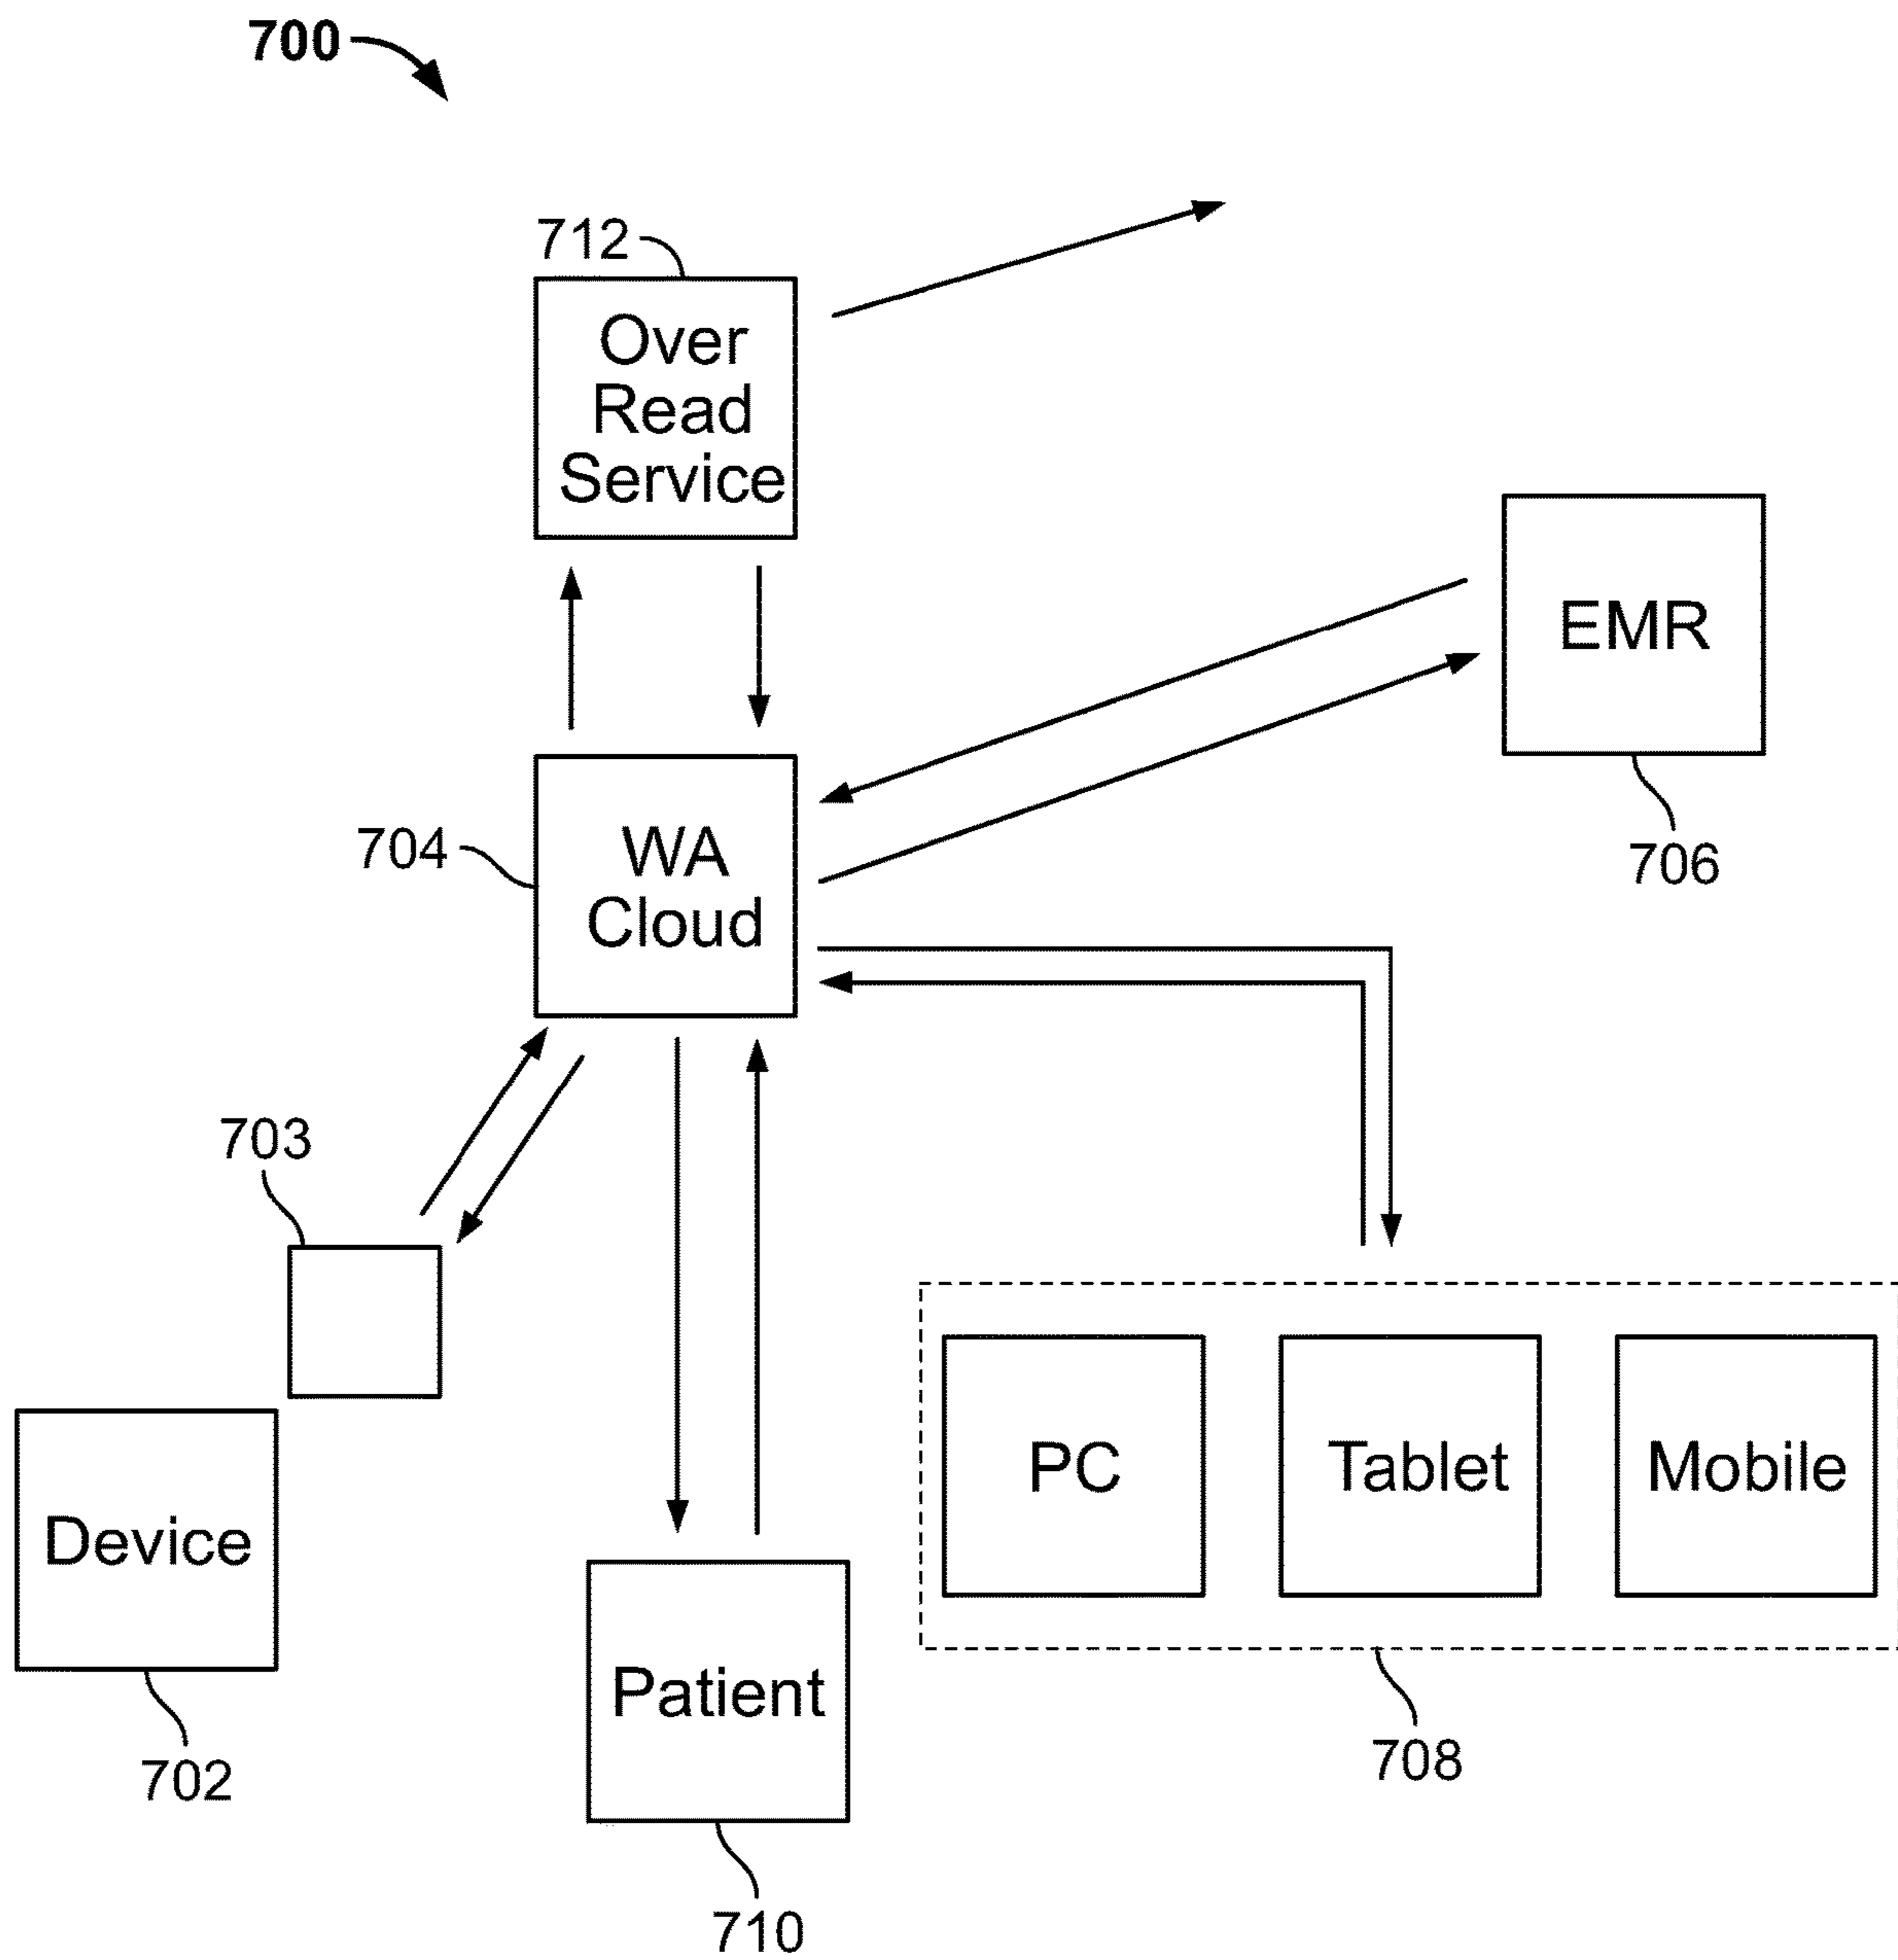 700
712
Over
Read
Service
EMR
706
704
WA
Cloud
703
PC
Tablet
Mobile
Device
Patient
702
708
710